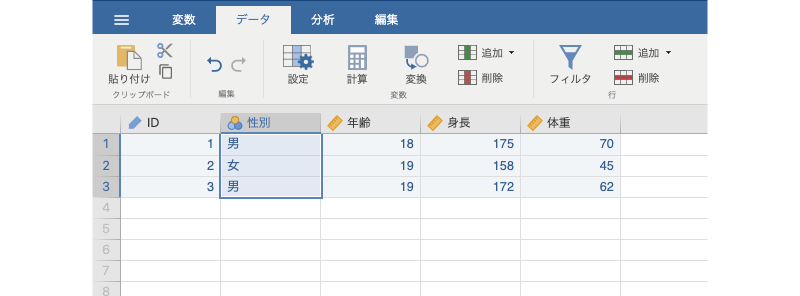 変数 データ 分析 編集
貼り付け 設定 計算 変換 追加 削除 フィルタ 追加 削除
クリップボード 編集 変数 行
ID 性別 年齢 身長 体重
1 1 男 18 175 70
2 2 女 19 158 45
3 3 男 19 172 62
4
5
6
7
8